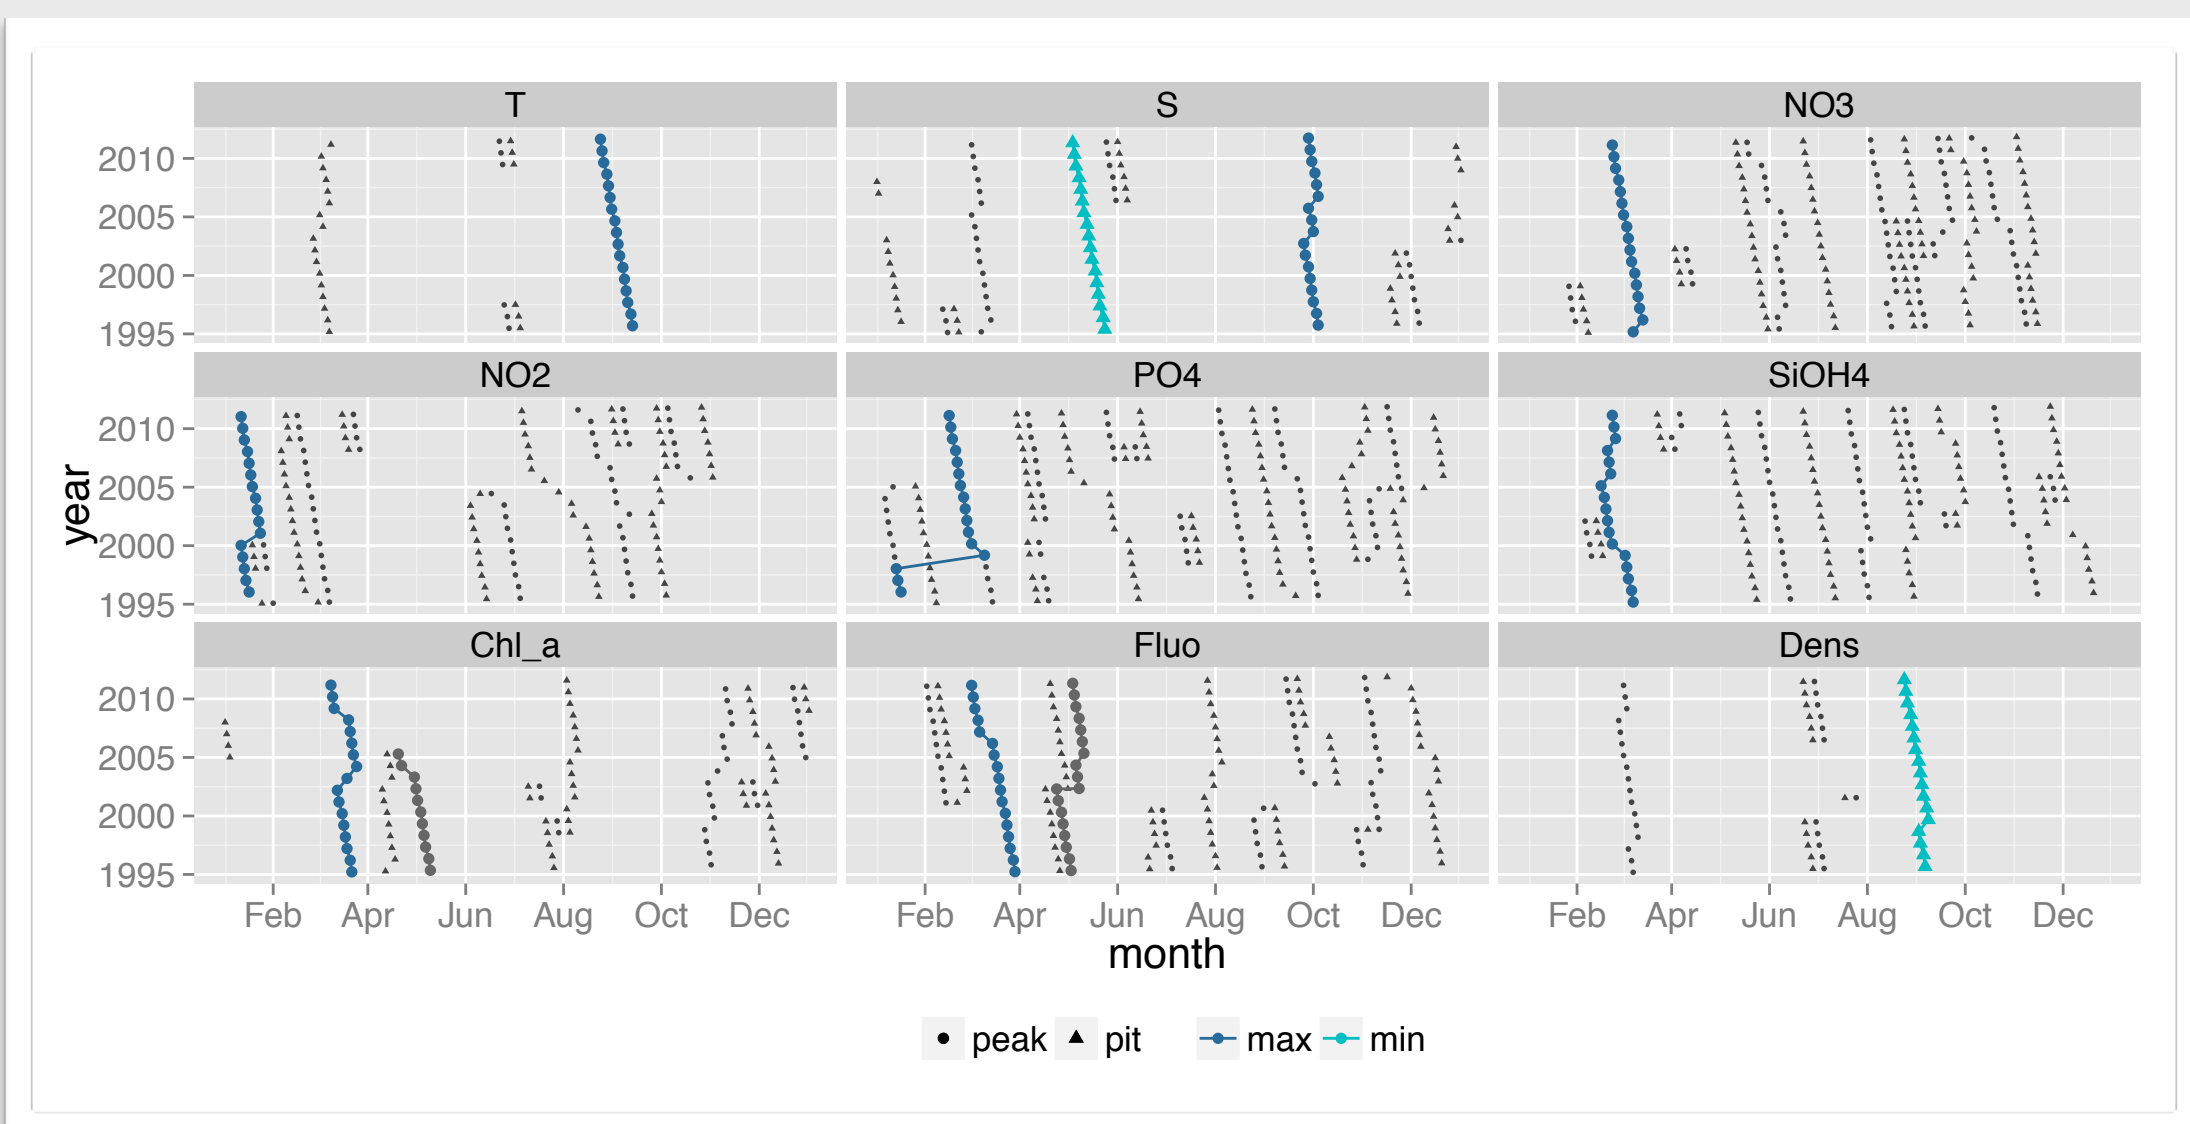 T S NO3
2010
2005
2000
1995
NO2 PO4 SiOH4
2010
2005
2000
1995
year
Chl_a Fluo Dens
2010
2005
2000
1995
Feb Apr Jun Aug Oct Dec Feb Apr Jun Aug Oct Dec Feb Apr Jun Aug Oct Dec
month
peak pit max min